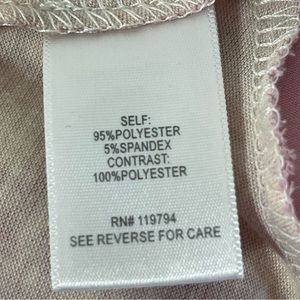 SELF:
95%POLYESTER
5%SPANDEX
CONTRAST:
100%POLYESTER
RN# 119794
SEE REVERSE FOR CARE